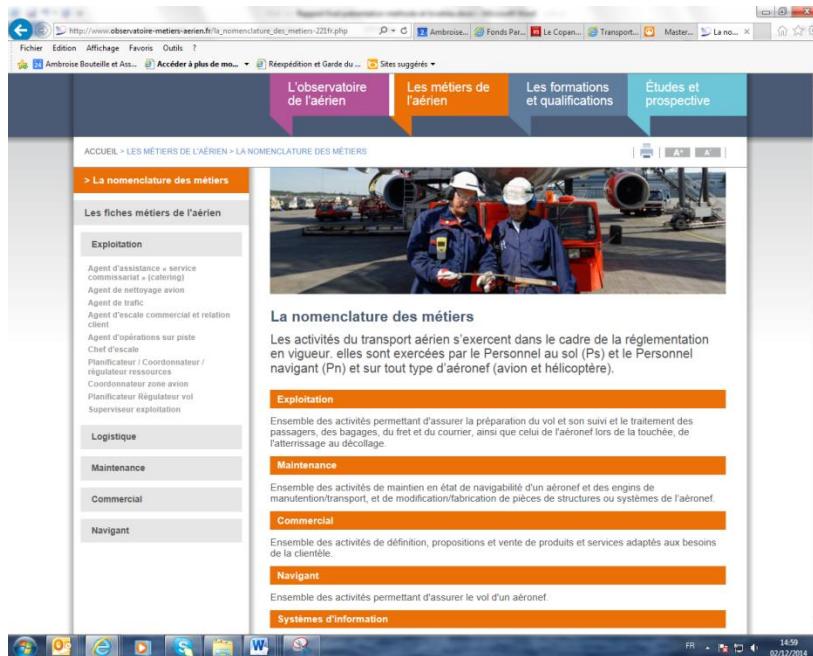 http://www.observatoire-metiers-aerien.fr/la_nomenclature_des_metiers-221fr.php
Ambroise...
Fonds Par...
Le Copan...
Transport...
Master...
La no...
Fichier Edition Affichage Favoris Outils ?
Ambroise Bouteille et Ass...
Accéder à plus de mo...
Réexpédition et Garde du ...
Sites suggérés
L'observatoire
de l'aérien
Les métiers de
l'aérien
Les formations
et qualifications
Études et
prospective
ACCUEIL > LES MÉTIERS DE L'AÉRIEN > LA NOMENCLATURE DES MÉTIERS
A+ A-
> La nomenclature des métiers
Les fiches métiers de l'aérien
Exploitation
Agent d'assistance « service
commissariat » (catering)
Agent de nettoyage avion
Agent de trafic
Agent d'escale commercial et relation
client
Agent d'opérations sur piste
Chef d'escale
Planificateur / Coordonnateur /
régulateur ressources
Coordonnateur zone avion
Planificateur Régulateur vol
Superviseur exploitation
Logistique
Maintenance
Commercial
Navigant
La nomenclature des métiers
Les activités du transport aérien s'exercent dans le cadre de la réglementation
en vigueur. elles sont exercées par le Personnel au sol (Ps) et le Personnel
navigant (Pn) et sur tout type d'aéronef (avion et hélicoptère).
Exploitation
Ensemble des activités permettant d'assurer la préparation du vol et son suivi et le traitement des
passagers, des bagages, du fret et du courrier, ainsi que celui de l'aéronef lors de la touchée, de
l'atterrissage au décollage.
Maintenance
Ensemble des activités de maintien en état de navigabilité d'un aéronef et des engins de
manutention/transport, et de modification/fabrication de pièces de structures ou systèmes de l'aéronef.
Commercial
Ensemble des activités de définition, propositions et vente de produits et services adaptés aux besoins
de la clientèle.
Navigant
Ensemble des activités permettant d'assurer le vol d'un aéronef.
Systèmes d'information
FR
14:59
02/12/2014